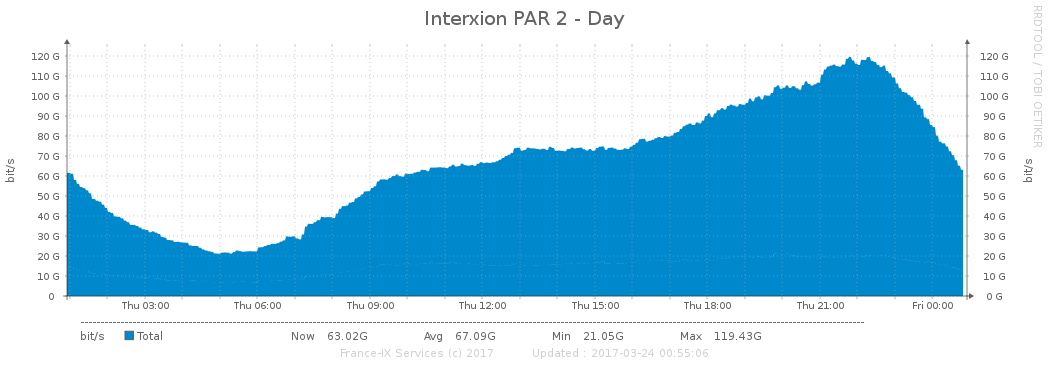 Interxion PAR 2 - Day
RRDTOOL / TOBI OETIKER
bit/s
120 G
110 G
100 G
90 G
80 G
70 G
60 G
50 G
40 G
30 G
20 G
10 G
0
120 G
110 G
100 G
90 G
80 G
70 G
60 G
50 G
40 G
30 G
20 G
10 G
0 G
bit/s
Thu 03:00 Thu 06:00 Thu 09:00 Thu 12:00 Thu 15:00 Thu 18:00 Thu 21:00 Fri 00:00
bit/s Total Now 63.02G Avg 67.09G Min 21.05G Max 119.43G
France-IX Services (c) 2017 Updated : 2017-03-24 00:55:06